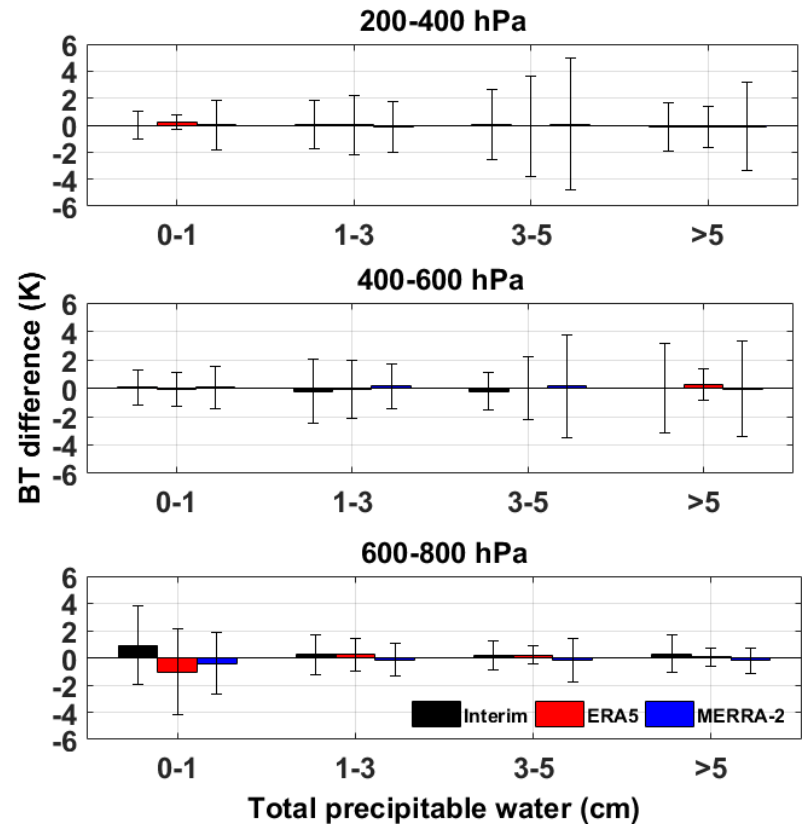 200-400 hPa
6
4
2
0
-2
-4
-6
0-1 1-3 3-5 >5
400-600 hPa
6
4
2
0
-2
-4
-6
0-1 1-3 3-5 >5
BT difference (K)
600-800 hPa
6
4
2
0
-2
-4
-6
Interim ERA5 MERRA-2
0-1 1-3 3-5 >5
Total precipitable water (cm)